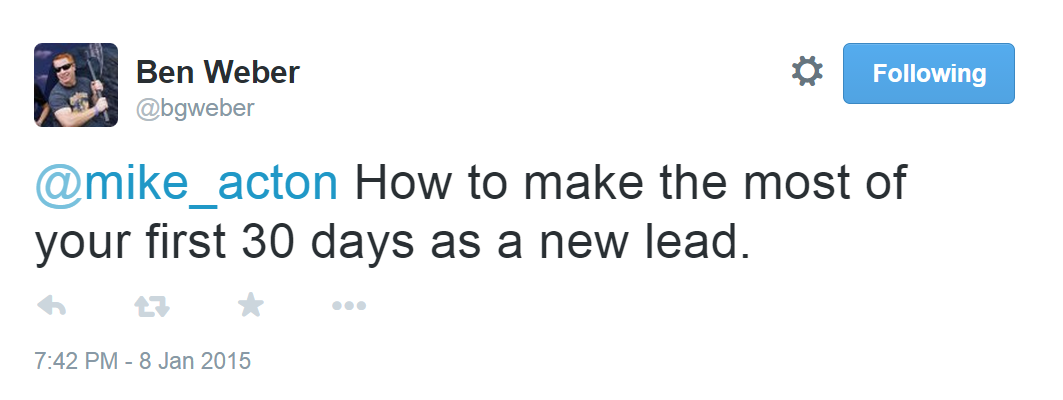 Ben Weber
@bgweber
Following
@mike_acton How to make the most of
your first 30 days as a new lead.
7:42 PM - 8 Jan 2015